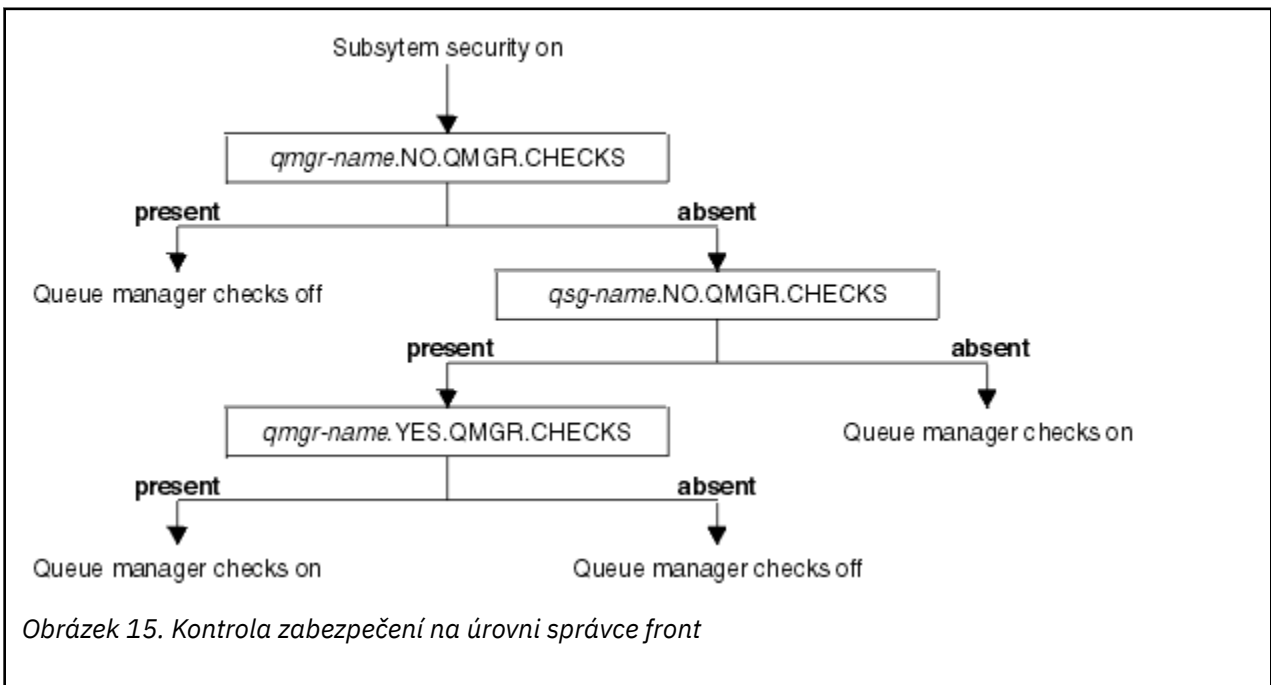 Subsytem security on
qmgr-name.NO.QMGR.CHECKS
present absent
Queue manager checks off
qsg-name.NO.QMGR.CHECKS
present absent
qmgr-name.YES.QMGR.CHECKS
Queue manager checks on
present absent
Queue manager checks on Queue manager checks off
Obrázek 15. Kontrola zabezpečení na úrovni správce front